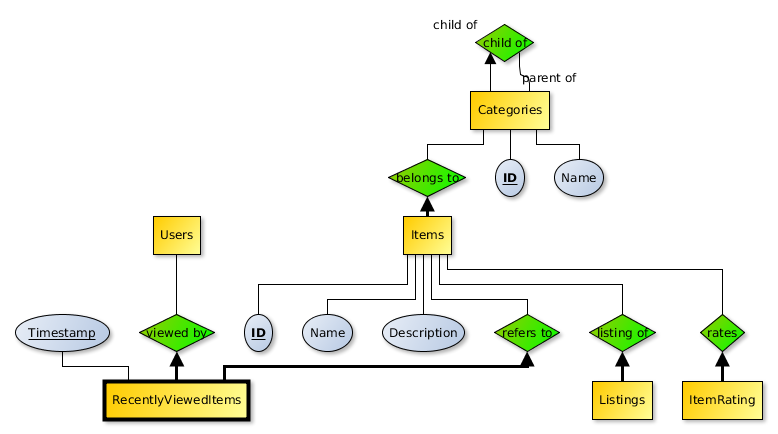 child of
child of
parent of
Categories
belongs to
ID
Name
Users
Items
Timestamp
viewed by
ID
Name
Description
refers to
listing of
rates
RecentlyViewedItems
Listings
ItemRating